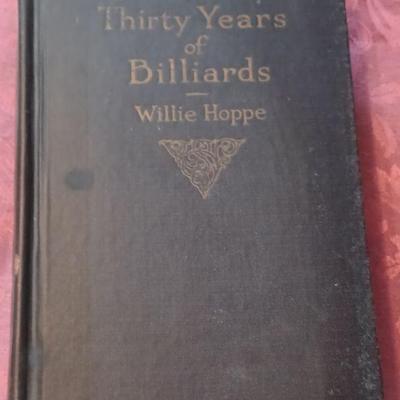 Thirty Years
of
Billiards
Willie Hoppe